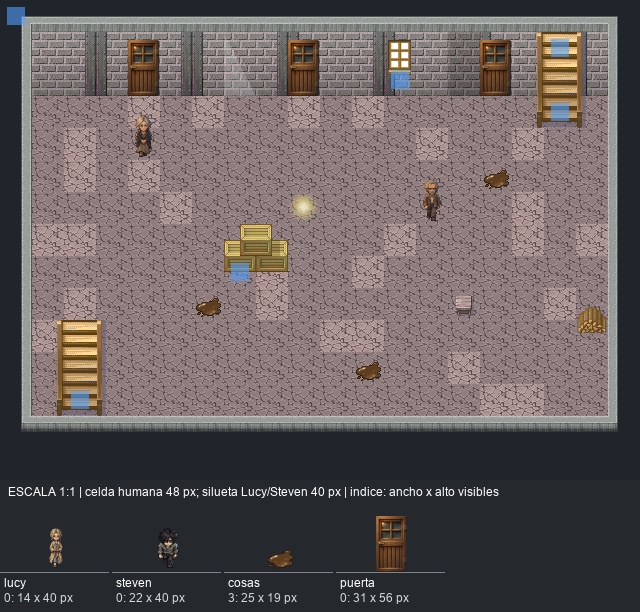 ESCALA 1:1 | celda humana 48 px; silueta Lucy/Steven 40 px | indice: ancho x alto visibles
lucy
0: 14 x 40 px
steven
0: 22 x 40 px
cosas
3: 25 x 19 px
puerta
0: 31 x 56 px